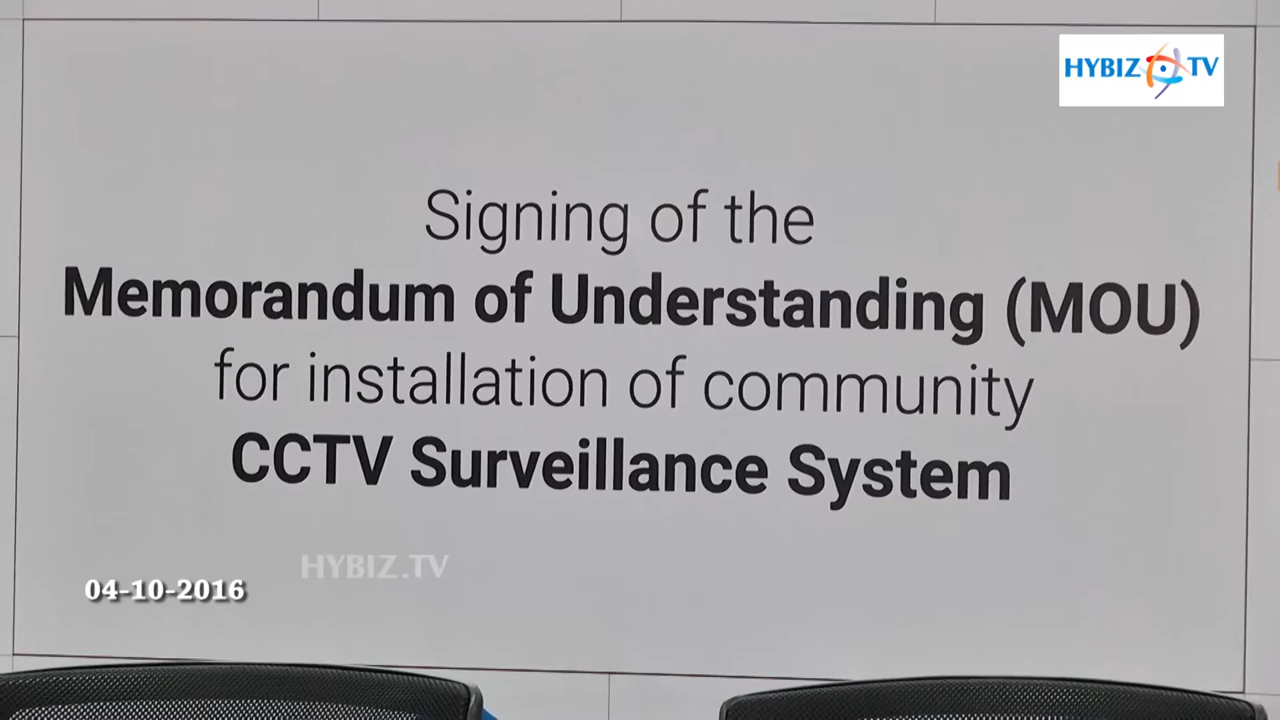 HYBIZ TV
Signing of the
Memorandum of Understanding (MOU)
for installation of community
CCTV Surveillance System
HYBIZ.TV
04-10-2016